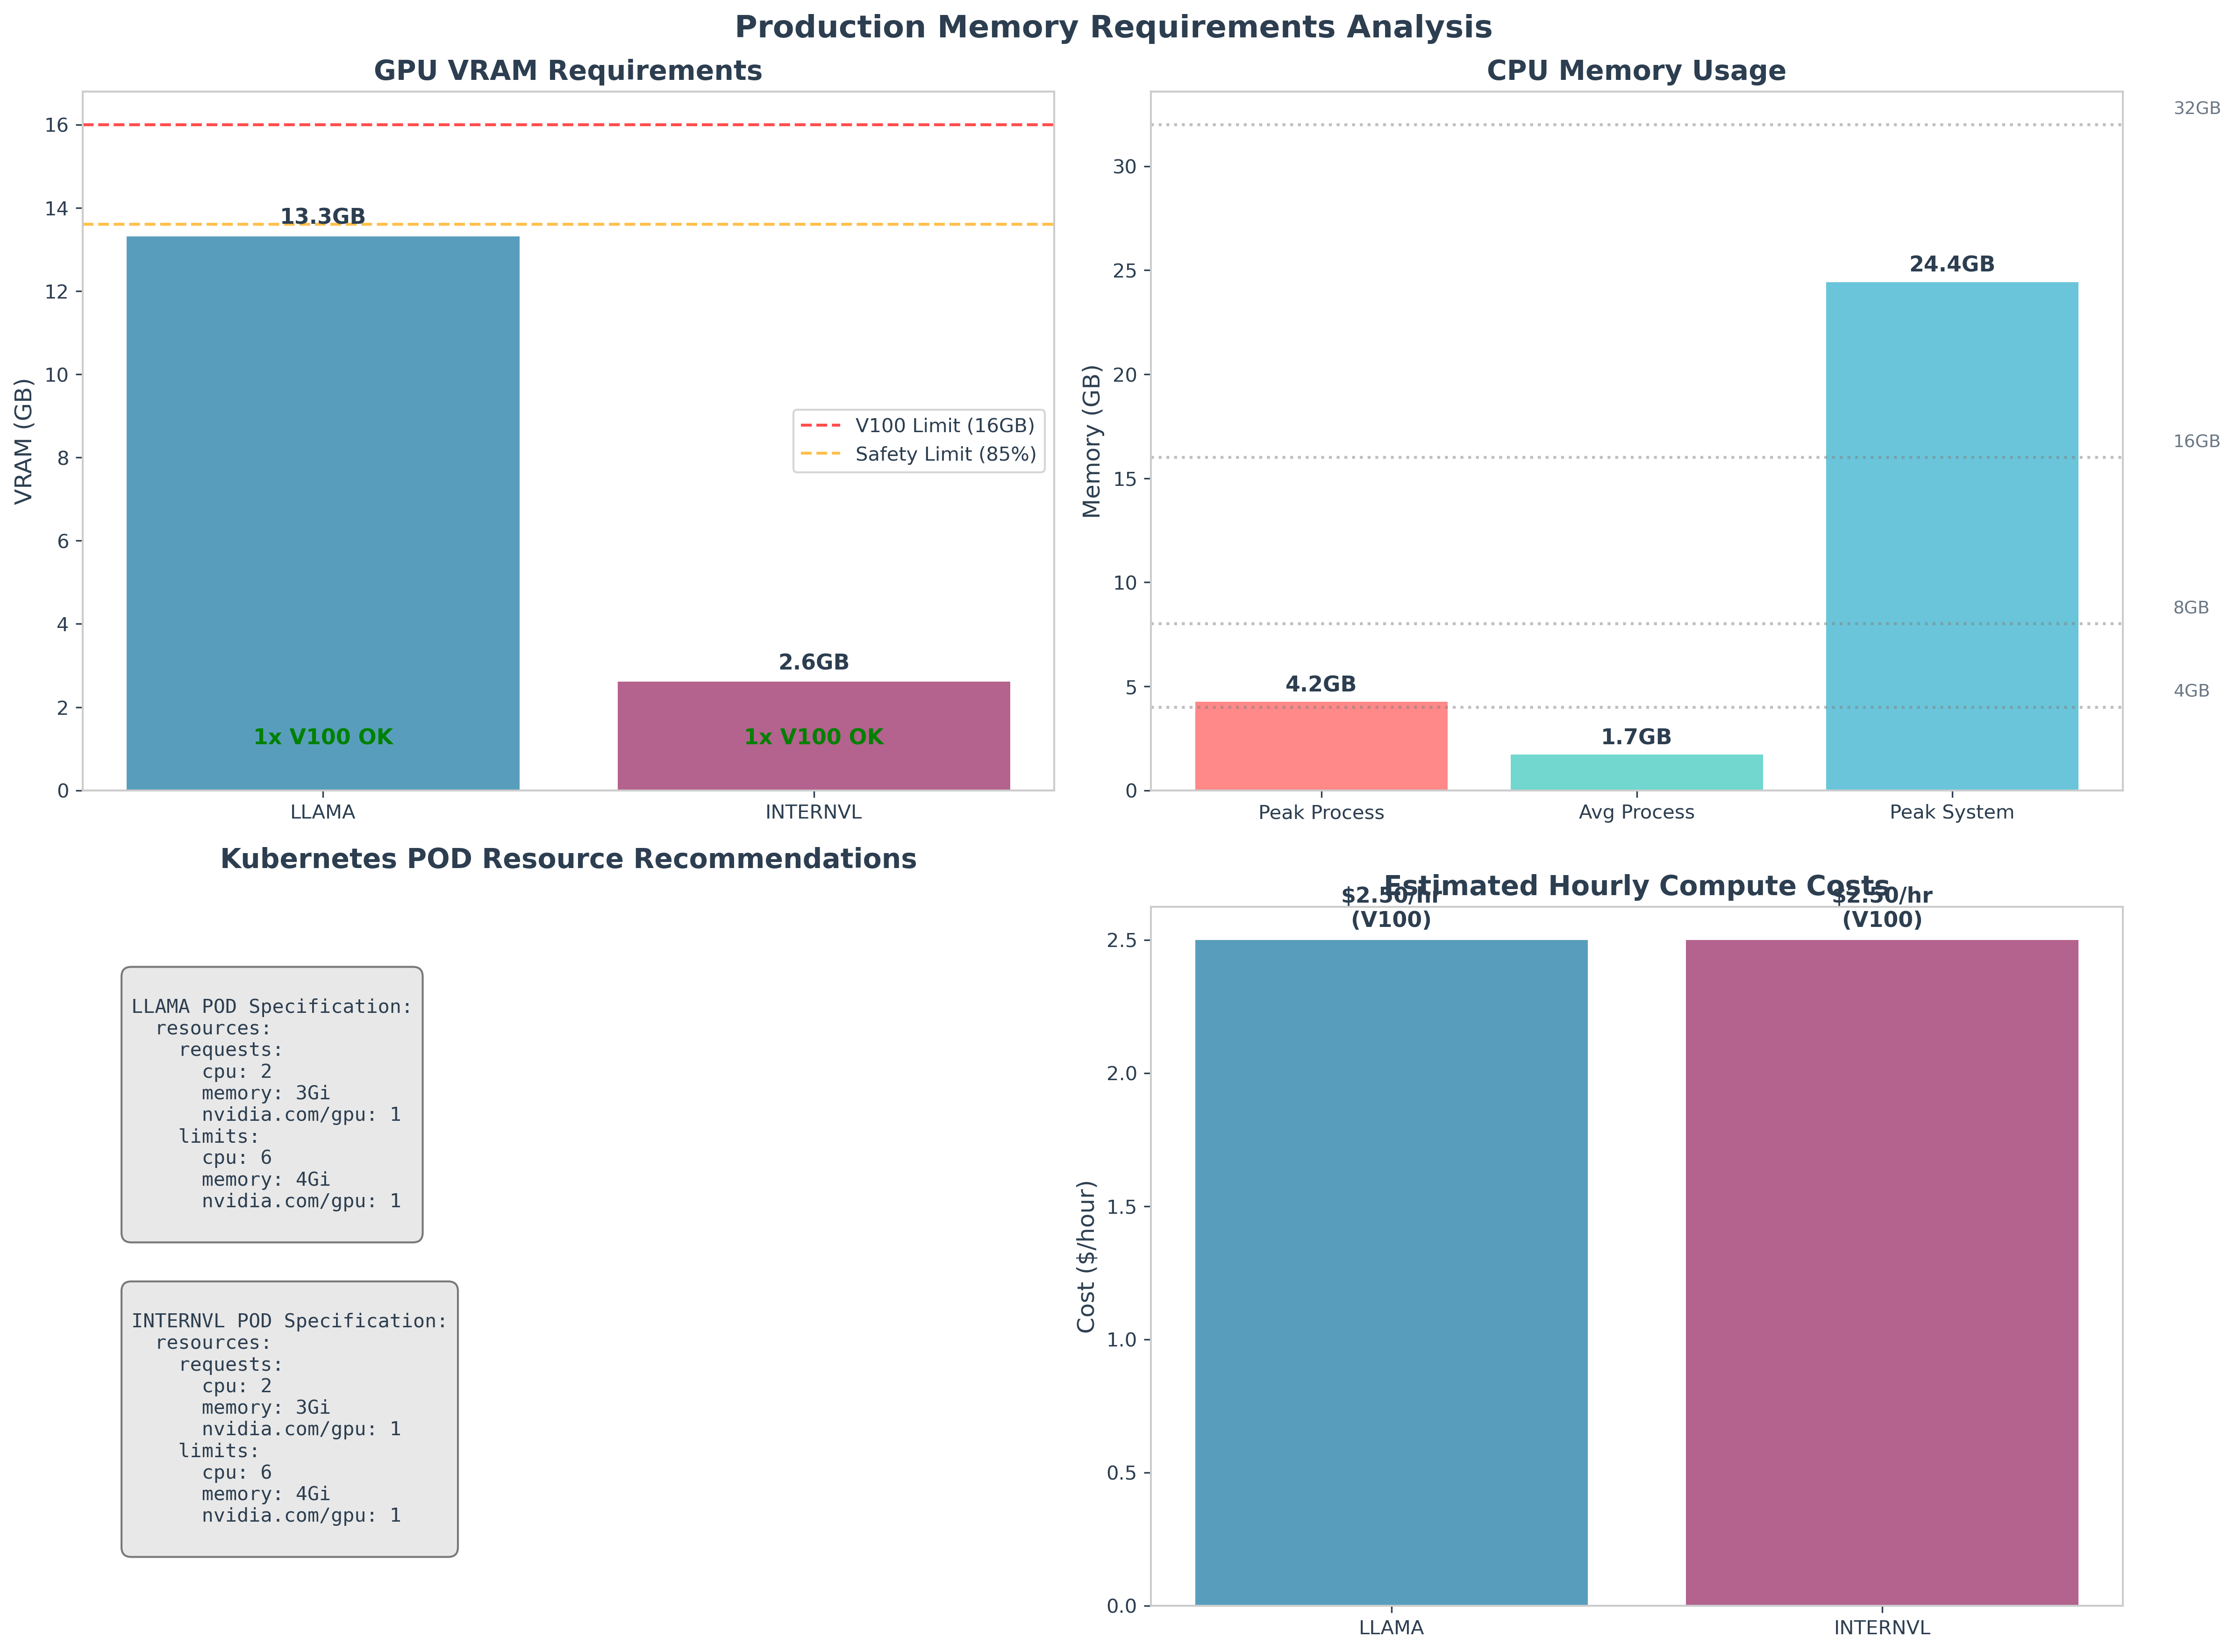 Production Memory Requirements Analysis
GPU VRAM Requirements
VRAM (GB)
16
14
12
10
8
6
4
2
0
13.3GB
2.6GB
1x V100 OK
1x V100 OK
V100 Limit (16GB)
Safety Limit (85%)
LLAMA
INTERNVL
CPU Memory Usage
Memory (GB)
30
25
20
15
10
5
0
32GB
16GB
8GB
4GB
4.2GB
1.7GB
24.4GB
Peak Process
Avg Process
Peak System
Kubernetes POD Resource Recommendations
LLAMA POD Specification:
resources:
requests:
cpu: 2
memory: 3Gi
nvidia.com/gpu: 1
limits:
cpu: 6
memory: 4Gi
nvidia.com/gpu: 1
INTERNVL POD Specification:
resources:
requests:
cpu: 2
memory: 3Gi
nvidia.com/gpu: 1
limits:
cpu: 6
memory: 4Gi
nvidia.com/gpu: 1
Estimated Hourly Compute Costs
$2.50/hr
(V100)
$2.50/hr
(V100)
Cost ($/hour)
2.5
2.0
1.5
1.0
0.5
0.0
LLAMA
INTERNVL